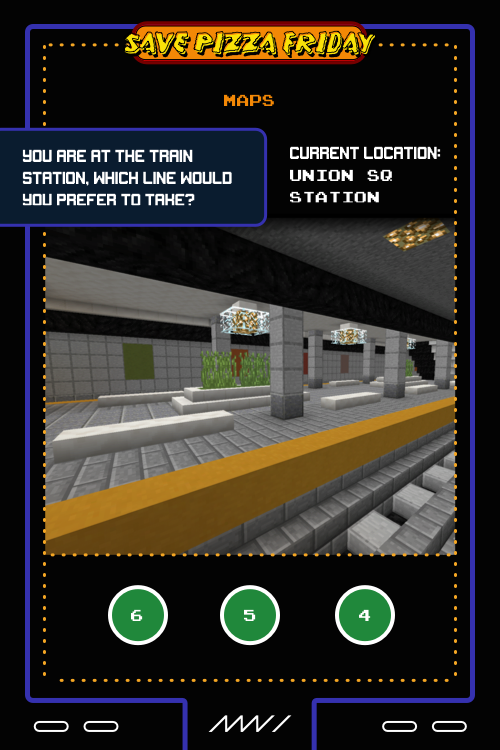 SAVE PIZZA FRIDAY
MAPS
YOU ARE AT THE TRAIN
STATION, WHICH LINE WOULD
YOU PREFER TO TAKE?
CURRENT LOCATION:
UNION SQ
STATION
6 5 4